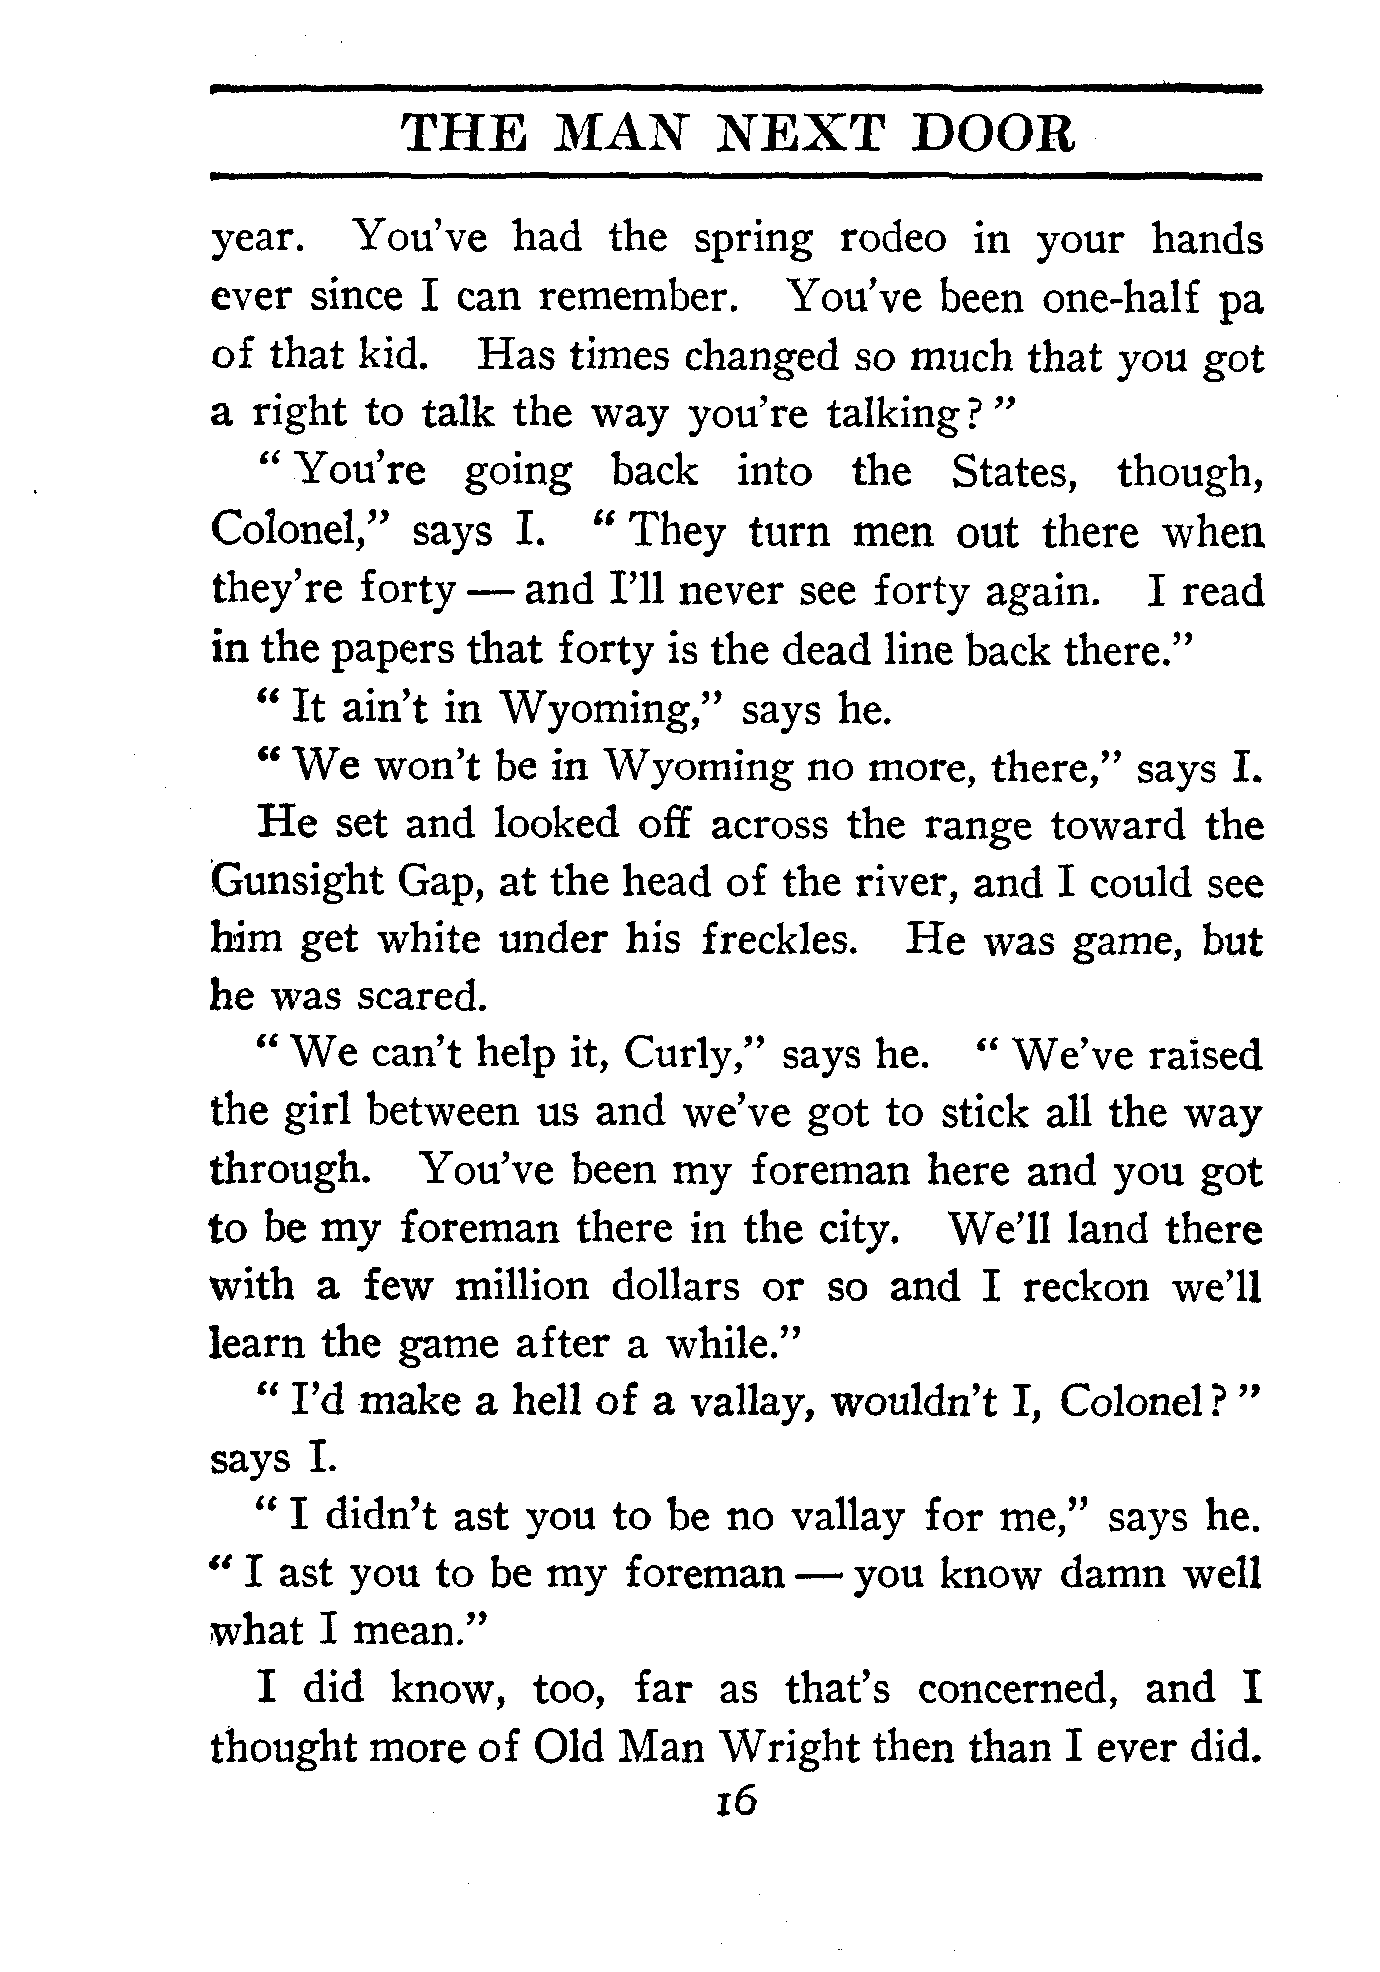 THE MAN NEXT DOOR
year. You've had the spring rodeo in your hands
ever since I can remember. You've been one-half pa
of that kid. Has times changed so much that you got
a right to talk the way you're talking?"
"You're going back into the States, though,
Colonel," says I. "They turn men out there when
they're forty — and I'll never see forty again. I read
in the papers that forty is the dead line back there."
"It ain't in Wyoming," says he.
"We won't be in Wyoming no more, there," says I.
He set and looked off across the range toward the
Gunsight Gap, at the head of the river, and I could see
him get white under his freckles. He was game, but
he was scared.
"We can't help it, Curly," says he. "We've raised
the girl between us and we've got to stick all the way
through. You've been my foreman here and you got
to be my foreman there in the city. We'll land there
with a few million dollars or so and I reckon we'll
learn the game after a while."
"I'd make a hell of a vallay, wouldn't I, Colonel?"
says I.
"I didn't ast you to be no vallay for me," says he.
"I ast you to be my foreman — you know damn well
what I mean."
I did know, too, far as that's concerned, and I
thought more of Old Man Wright then than I ever did.
16